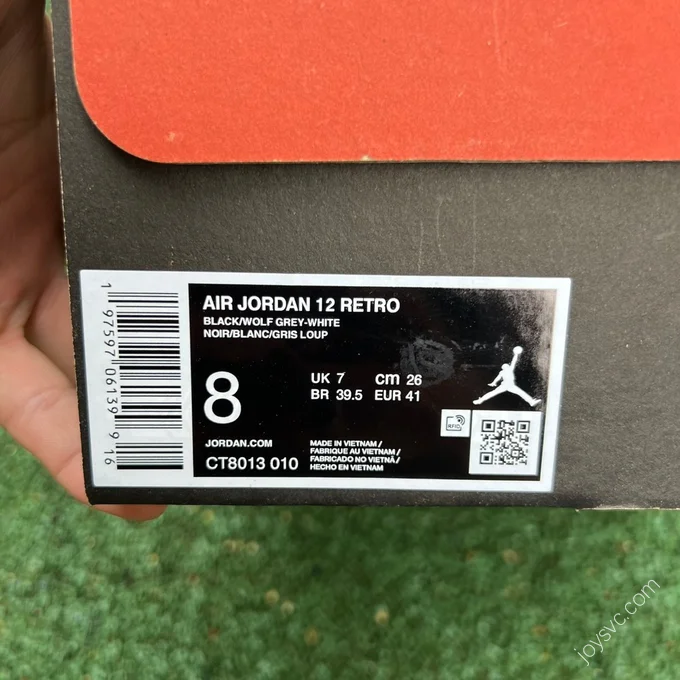 AIR JORDAN 12 RETRO
BLACK/WOLF GREY-WHITE
NOIR/BLANC/GRIS LOUP
8
UK 7 cm 26
BR 39.5 EUR 41
JORDAN.COM
CT8013 010
MADE IN VIETNAM/
FABRIQUE AU VIETNAM/
FABRICADO NO VIETNÃ/
HECHO EN VIETNAM
RFID
1 97597 06139 9 16
joysvc.com